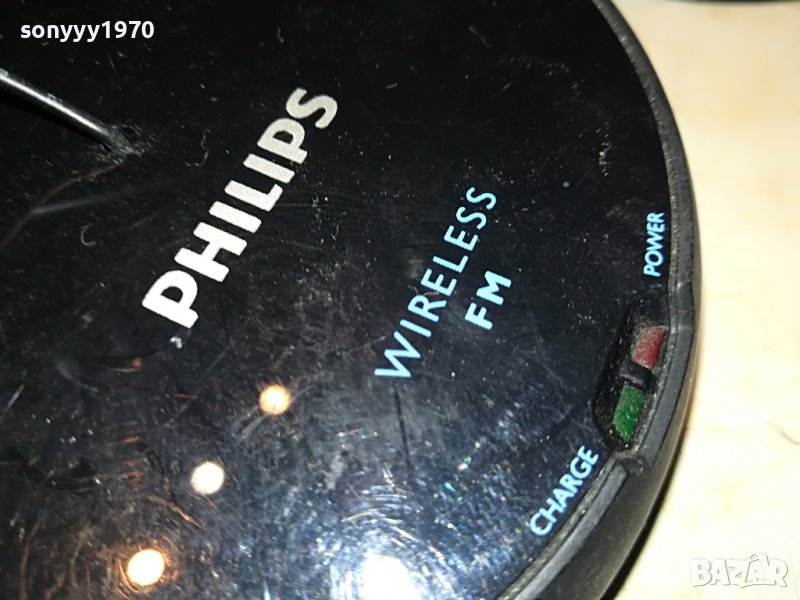 sonyyy1970
PHILIPS
WIRELESS
FM
POWER
CHARGE
BAZAR